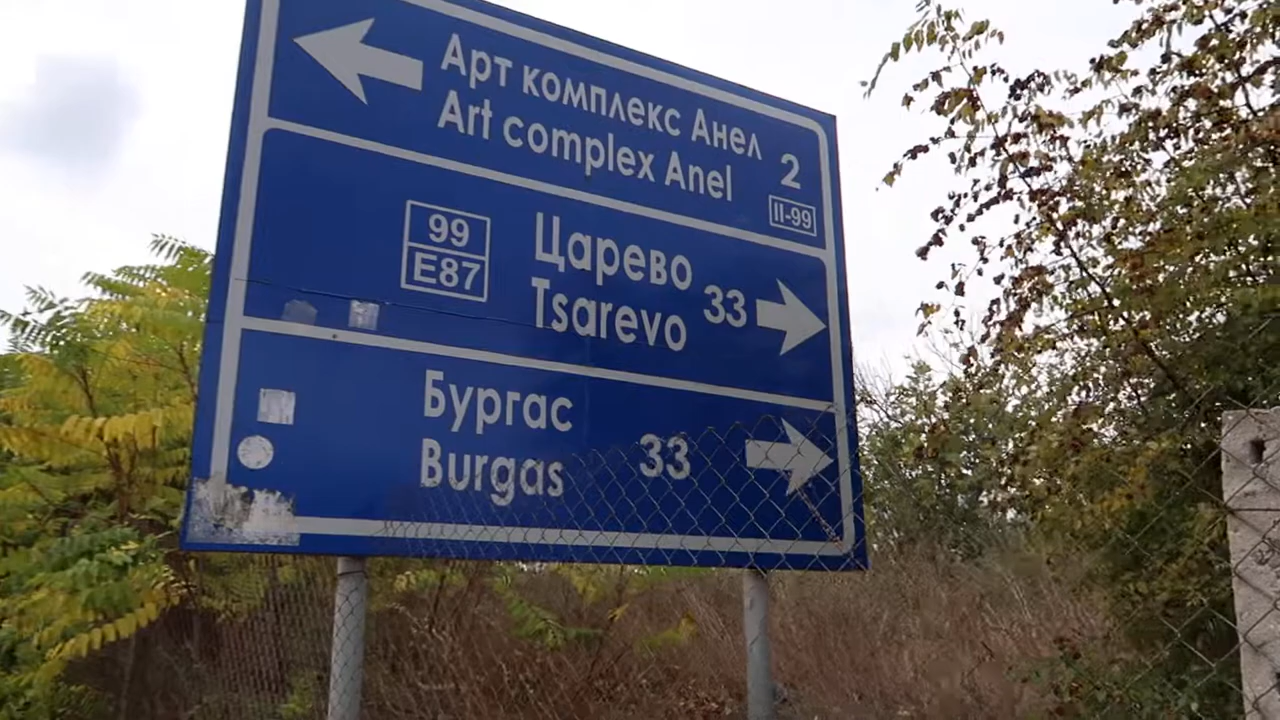 Арт комплекс Анел
Art complex Anel
2
II-99
99
E87
Царево
Tsarevo
33
Бургас
Burgas
33